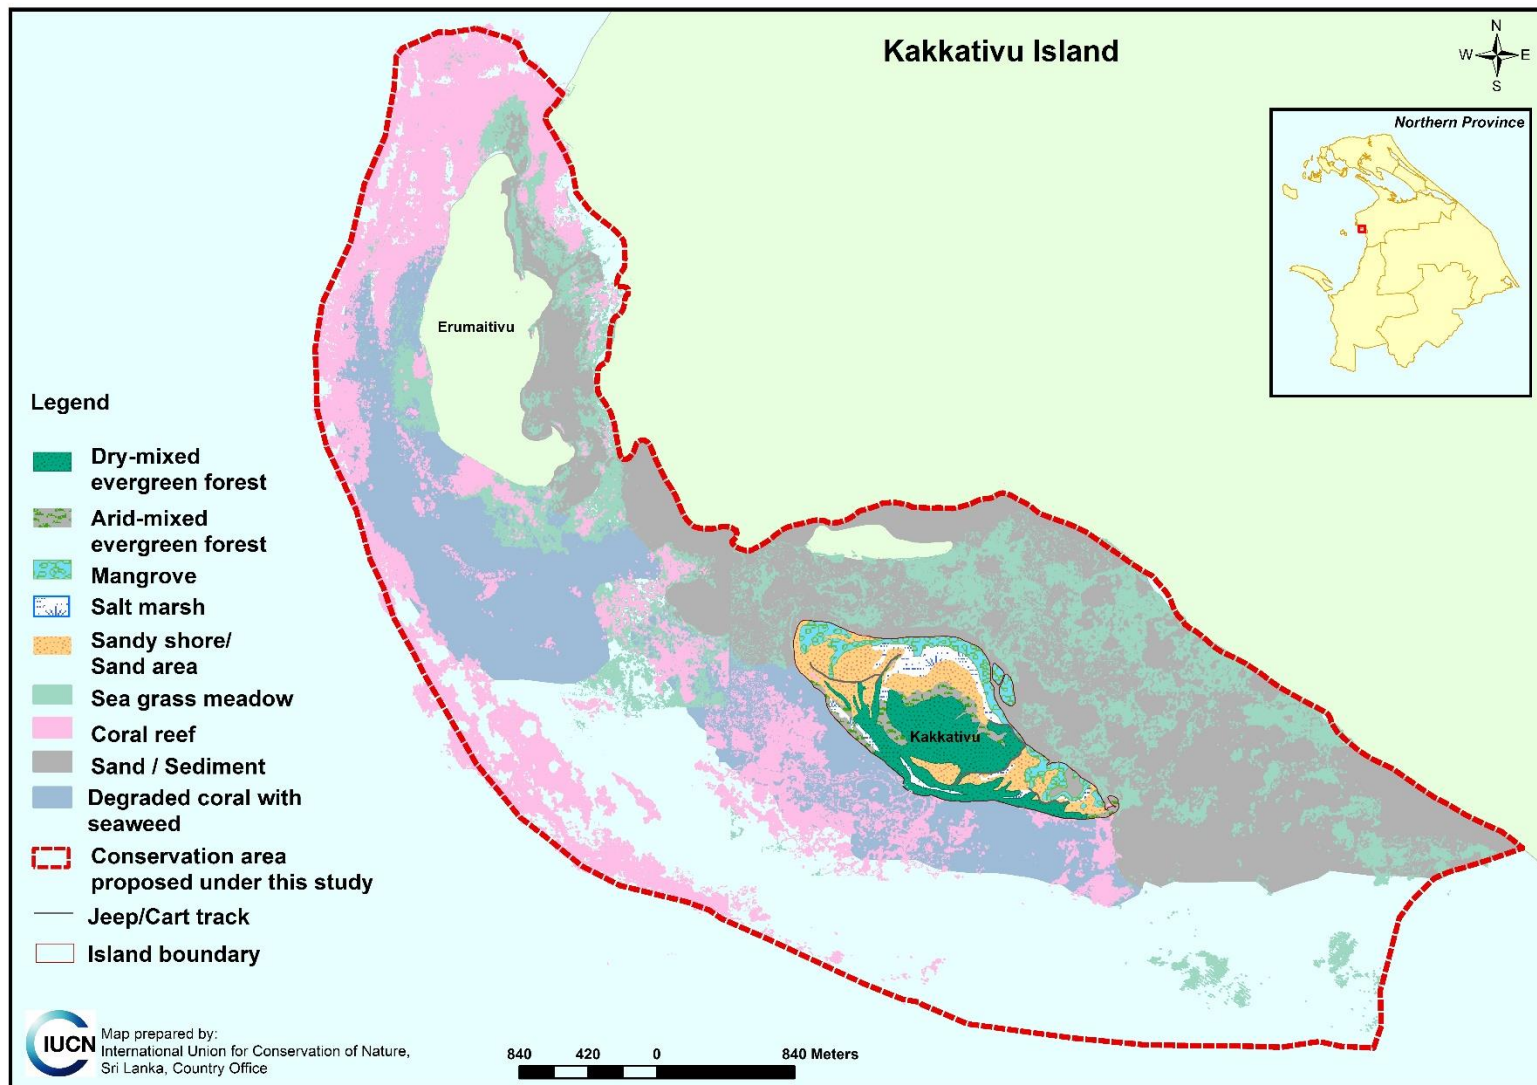 Kakkativu Island
N
W E
S
Northern Province
Erumaitivu
Kakkativu
Legend
Dry-mixed
evergreen forest
Arid-mixed
evergreen forest
Mangrove
Salt marsh
Sandy shore/
Sand area
Sea grass meadow
Coral reef
Sand / Sediment
Degraded coral with
seaweed
Conservation area
proposed under this study
Jeep/Cart track
Island boundary
IUCN
Map prepared by:
International Union for Conservation of Nature,
Sri Lanka, Country Office
840 420 0 840 Meters